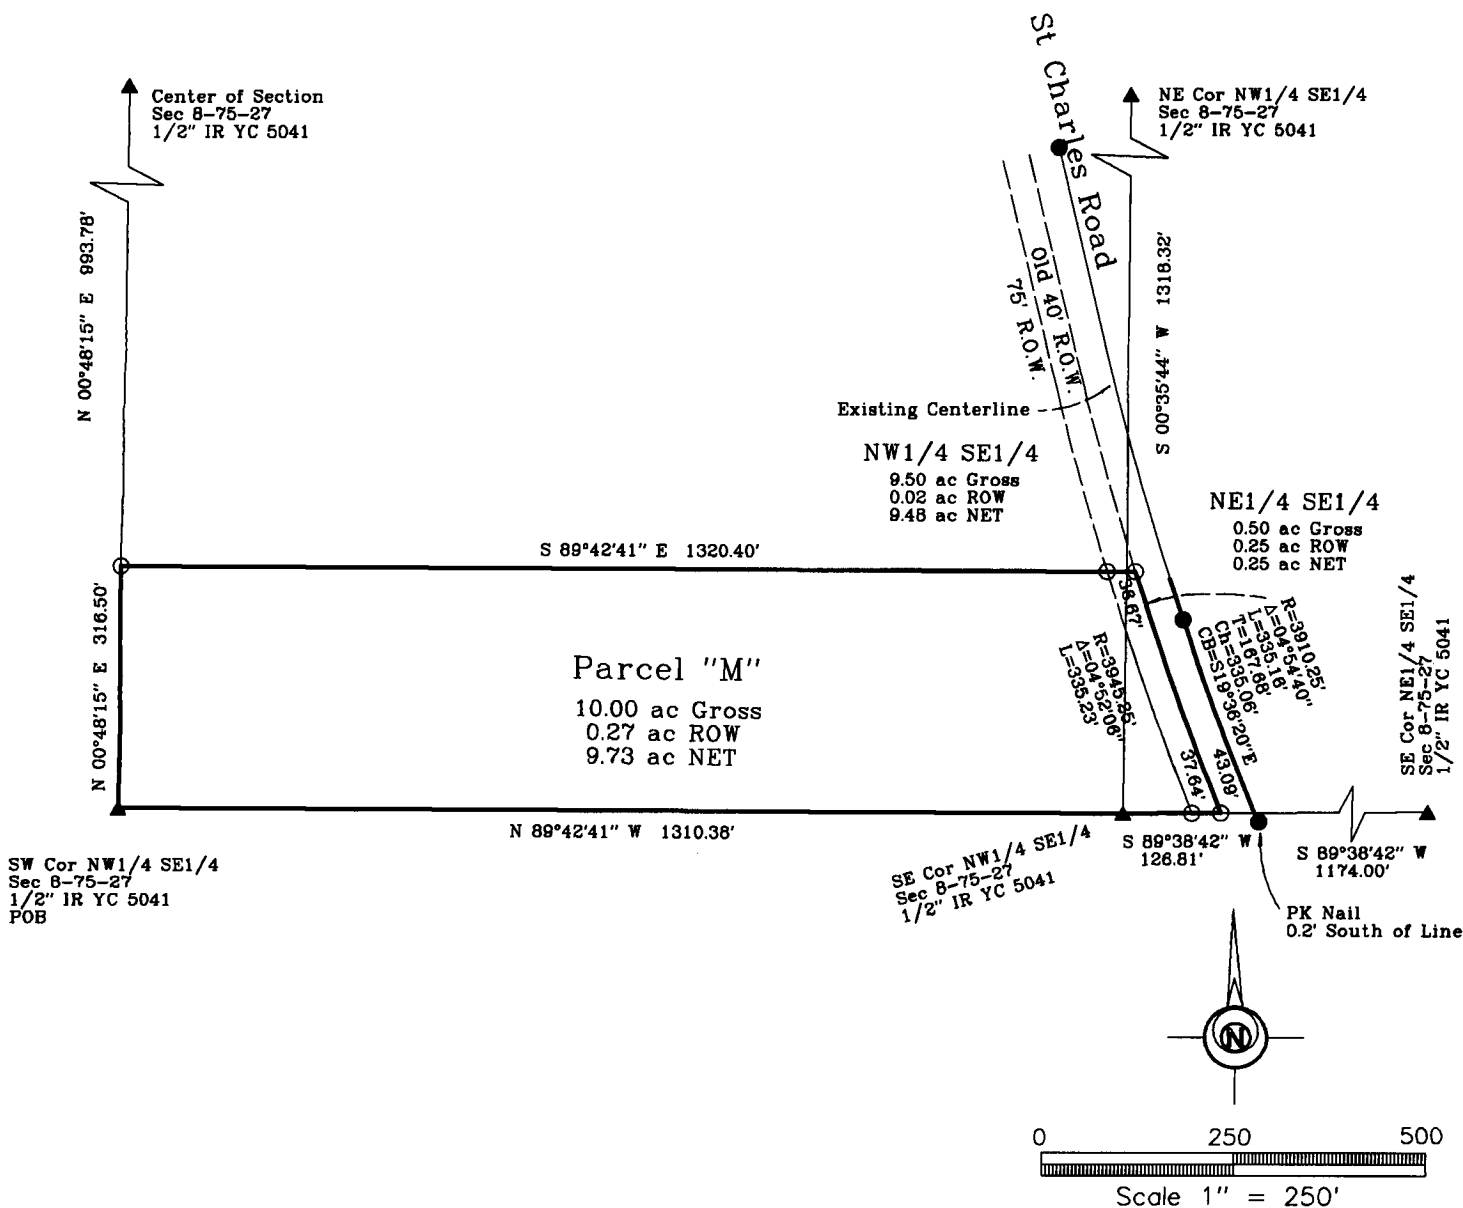 St Charles Road
Center of Section
Sec 8-75-27
1/2" IR YC 5041
NE Cor NW1/4 SE1/4
Sec 8-75-27
1/2" IR YC 5041
N 00°48'15" E 993.78'
Old 40' R.O.W.
75' R.O.W.
S 00°35'44" W 1318.32'
Existing Centerline
NW1/4 SE1/4
9.50 ac Gross
0.02 ac ROW
9.48 ac NET
NE1/4 SE1/4
0.50 ac Gross
0.25 ac ROW
0.25 ac NET
S 89°42'41" E 1320.40'
N 00°48'15" E 316.50'
Parcel "M"
10.00 ac Gross
0.27 ac ROW
9.73 ac NET
36.67'
R=3945.25'
Δ=04°52'06"
L=335.23'
R=3910.25'
Δ=04°54'40"
L=335.16'
T=167.68'
Ch=335.06'
CB=S19°36'20"E
37.64'
43.09'
SE Cor NE1/4 SE1/4
Sec 8-75-27
1/2" IR YC 5041
N 89°42'41" W 1310.38'
S 89°38'42" W
126.81'
S 89°38'42" W
1174.00'
SW Cor NW1/4 SE1/4
Sec 8-75-27
1/2" IR YC 5041
POB
SE Cor NW1/4 SE1/4
Sec 8-75-27
1/2" IR YC 5041
PK Nail
0.2' South of Line
N
0 250 500
Scale 1" = 250'